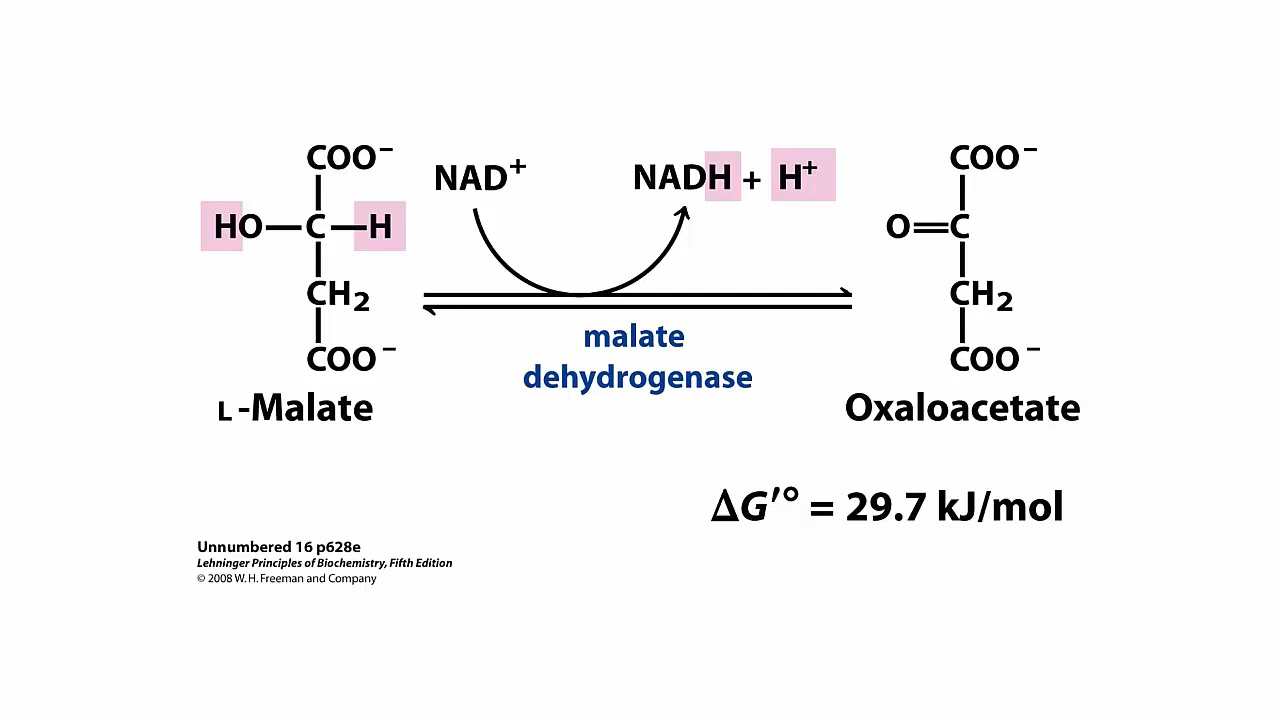 COO⁻
HO—C—H
CH₂
COO⁻
L-Malate
NAD⁺
NADH + H⁺
malate
dehydrogenase
COO⁻
O=C
CH₂
COO⁻
Oxaloacetate
ΔG′° = 29.7 kJ/mol
Unnumbered 16 p628e
Lehninger Principles of Biochemistry, Fifth Edition
© 2008 W. H. Freeman and Company